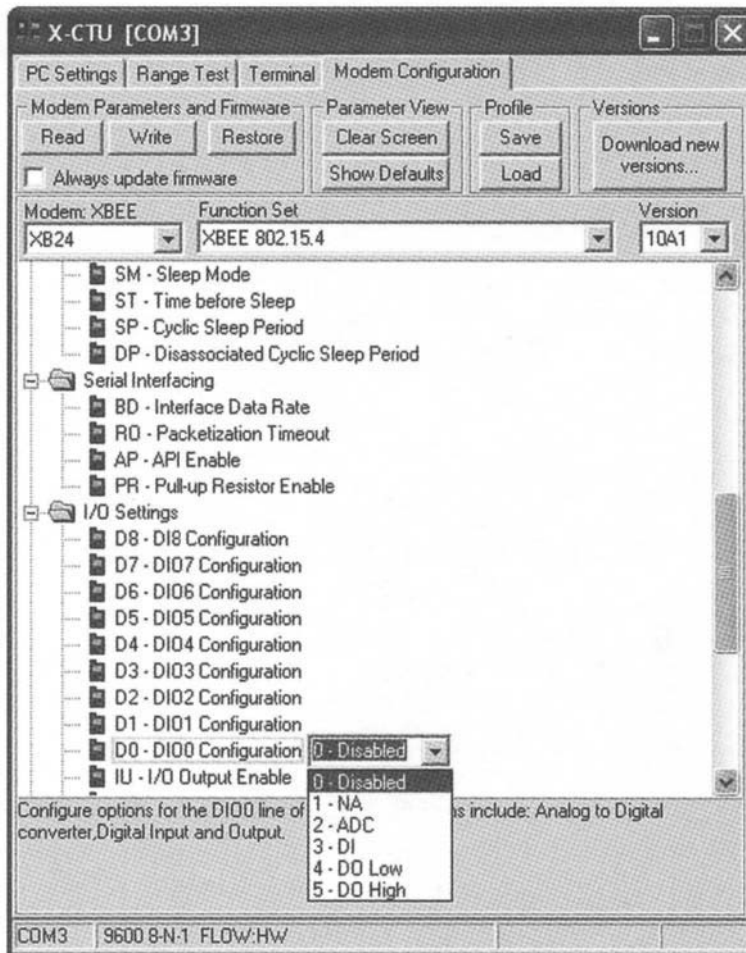 X-CTU [COM3]
PC Settings Range Test Terminal Modem Configuration
Modem Parameters and Firmware Parameter View Profile Versions
Read Write Restore Clear Screen Save Download new versions...
Always update firmware Show Defaults Load
Modem: XBEE Function Set Version
XB24 XBEE 802.15.4 10A1
SM - Sleep Mode
ST - Time before Sleep
SP - Cyclic Sleep Period
DP - Disassociated Cyclic Sleep Period
Serial Interfacing
BD - Interface Data Rate
RO - Packetization Timeout
AP - API Enable
PR - Pull-up Resistor Enable
I/O Settings
D8 - DI8 Configuration
D7 - DIO7 Configuration
D6 - DIO6 Configuration
D5 - DIO5 Configuration
D4 - DIO4 Configuration
D3 - DIO3 Configuration
D2 - DIO2 Configuration
D1 - DIO1 Configuration
D0 - DIO0 Configuration 0 - Disabled
IU - I/O Output Enable
0 - Disabled
1 - NA
2 - ADC
3 - DI
4 - DO Low
5 - DO High
Configure options for the DIO0 line of s include: Analog to Digital
converter,Digital Input and Output.
COM3 9600 8-N-1 FLOW:HW